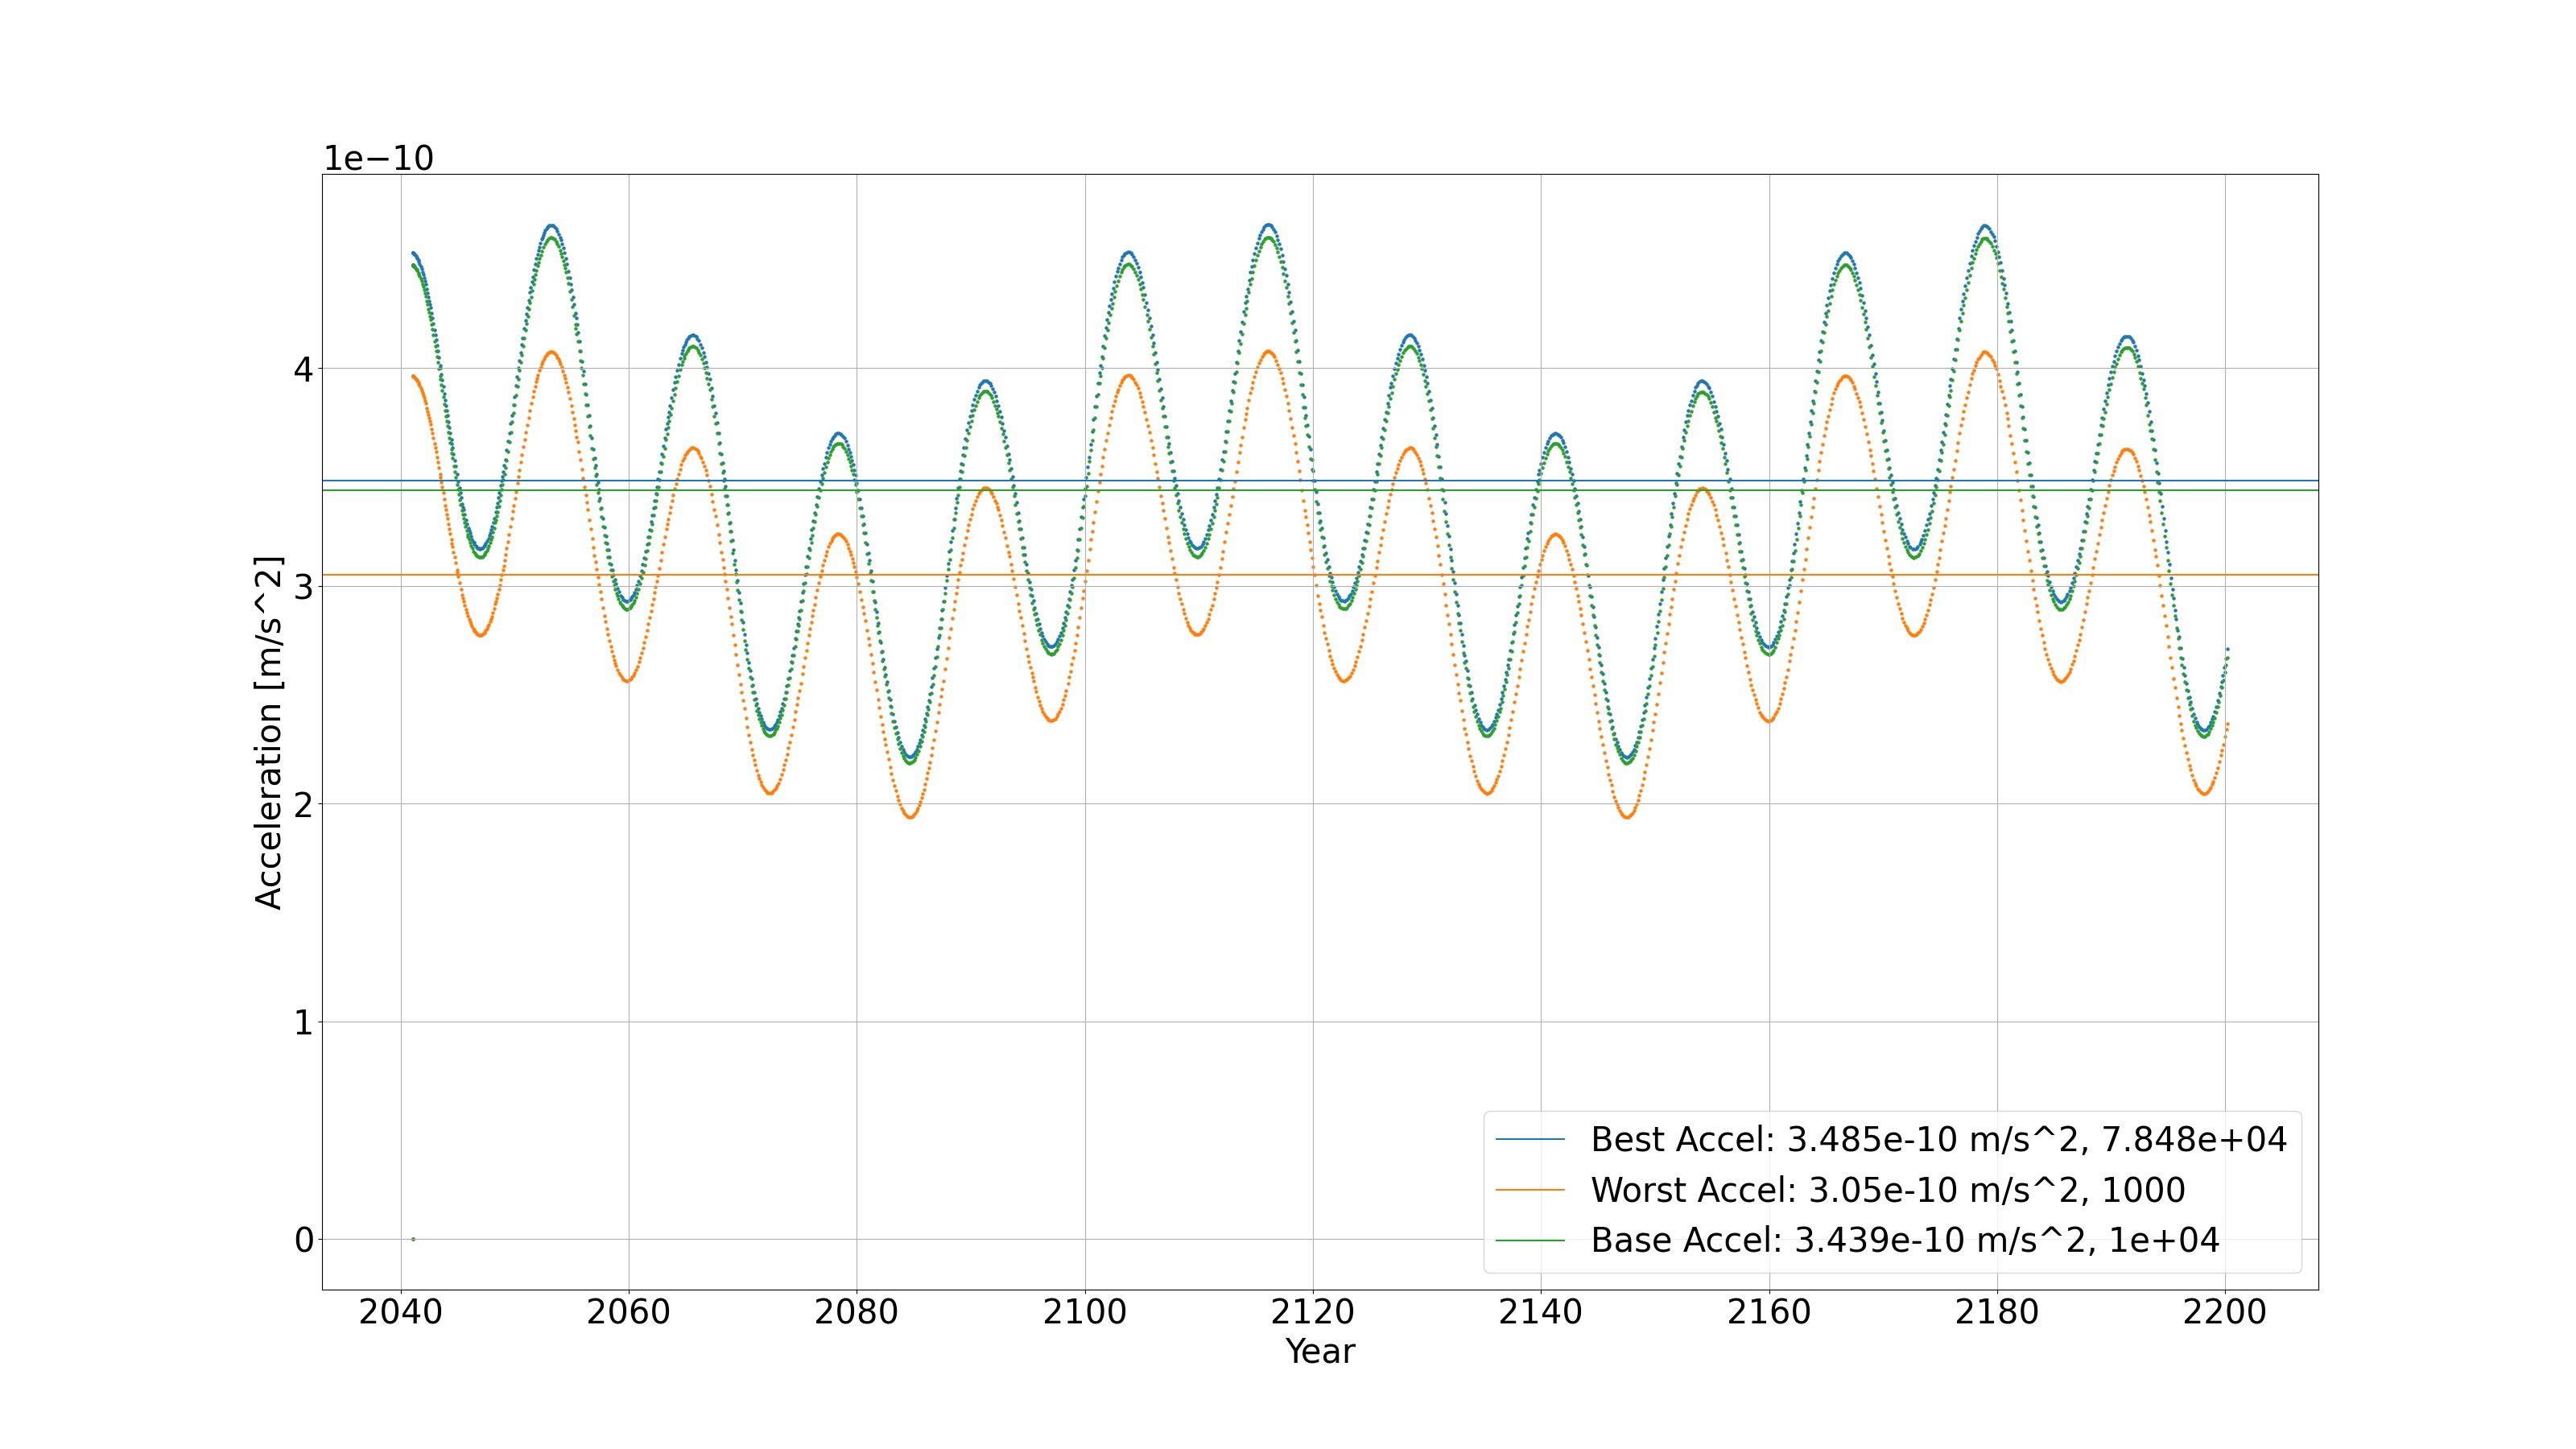 1e−10
4
3
2
1
0
Acceleration [m/s^2]
Best Accel: 3.485e-10 m/s^2, 7.848e+04
Worst Accel: 3.05e-10 m/s^2, 1000
Base Accel: 3.439e-10 m/s^2, 1e+04
2040 2060 2080 2100 2120 2140 2160 2180 2200
Year